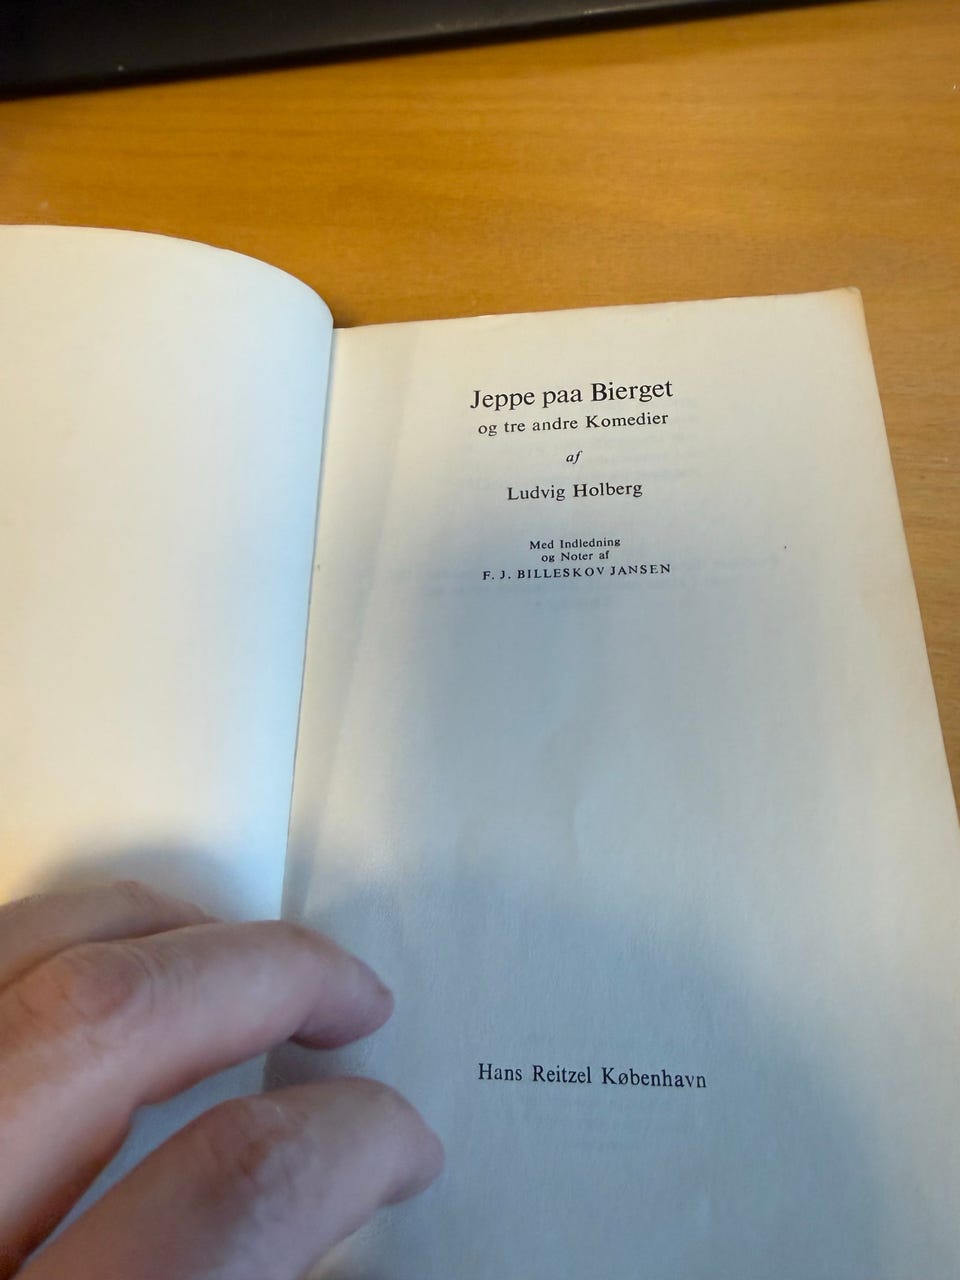 Jeppe paa Bierget
og tre andre Komedier
af
Ludvig Holberg
Med Indledning
og Noter af
F. J. BILLESKOV JANSEN
Hans Reitzel København